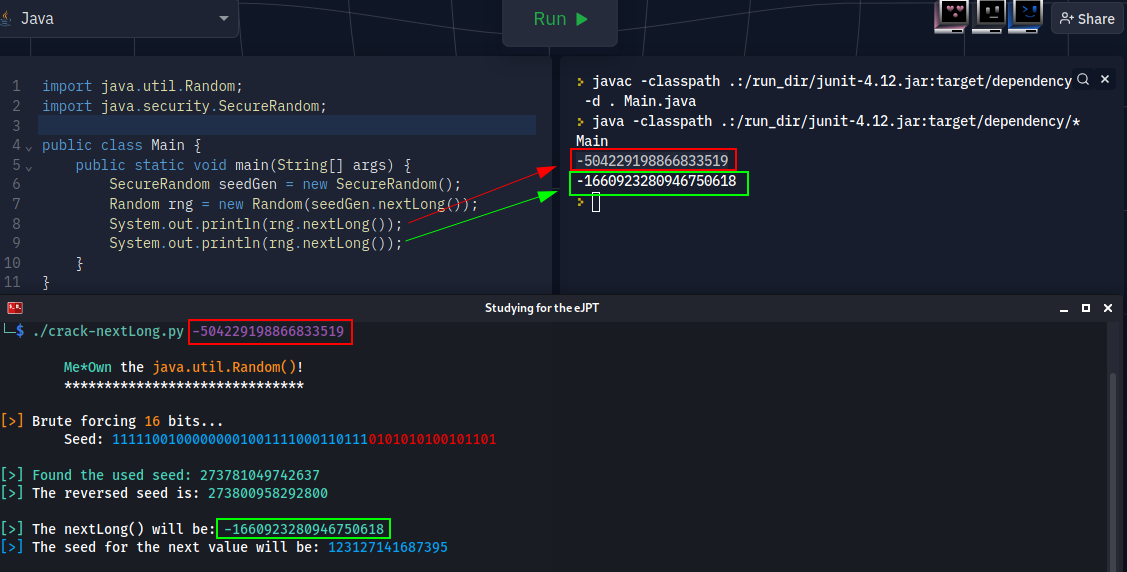 Java
Run
Share
1 import java.util.Random;
2 import java.security.SecureRandom;
3
4 public class Main {
5 public static void main(String[] args) {
6 SecureRandom seedGen = new SecureRandom();
7 Random rng = new Random(seedGen.nextLong());
8 System.out.println(rng.nextLong());
9 System.out.println(rng.nextLong());
10 }
11 }
> javac -classpath .:/run_dir/junit-4.12.jar:target/dependency
-d . Main.java
> java -classpath .:/run_dir/junit-4.12.jar:target/dependency/*
Main
-504229198866833519
-1660923280946750618
>
Studying for the eJPT
$ ./crack-nextLong.py -504229198866833519
Me*Own the java.util.Random()!
******************************
[>] Brute forcing 16 bits...
Seed: 111110010000000010011110001101110101010100101101
[>] Found the used seed: 273781049742637
[>] The reversed seed is: 273800958292800
[>] The nextLong() will be: -1660923280946750618
[>] The seed for the next value will be: 123127141687395